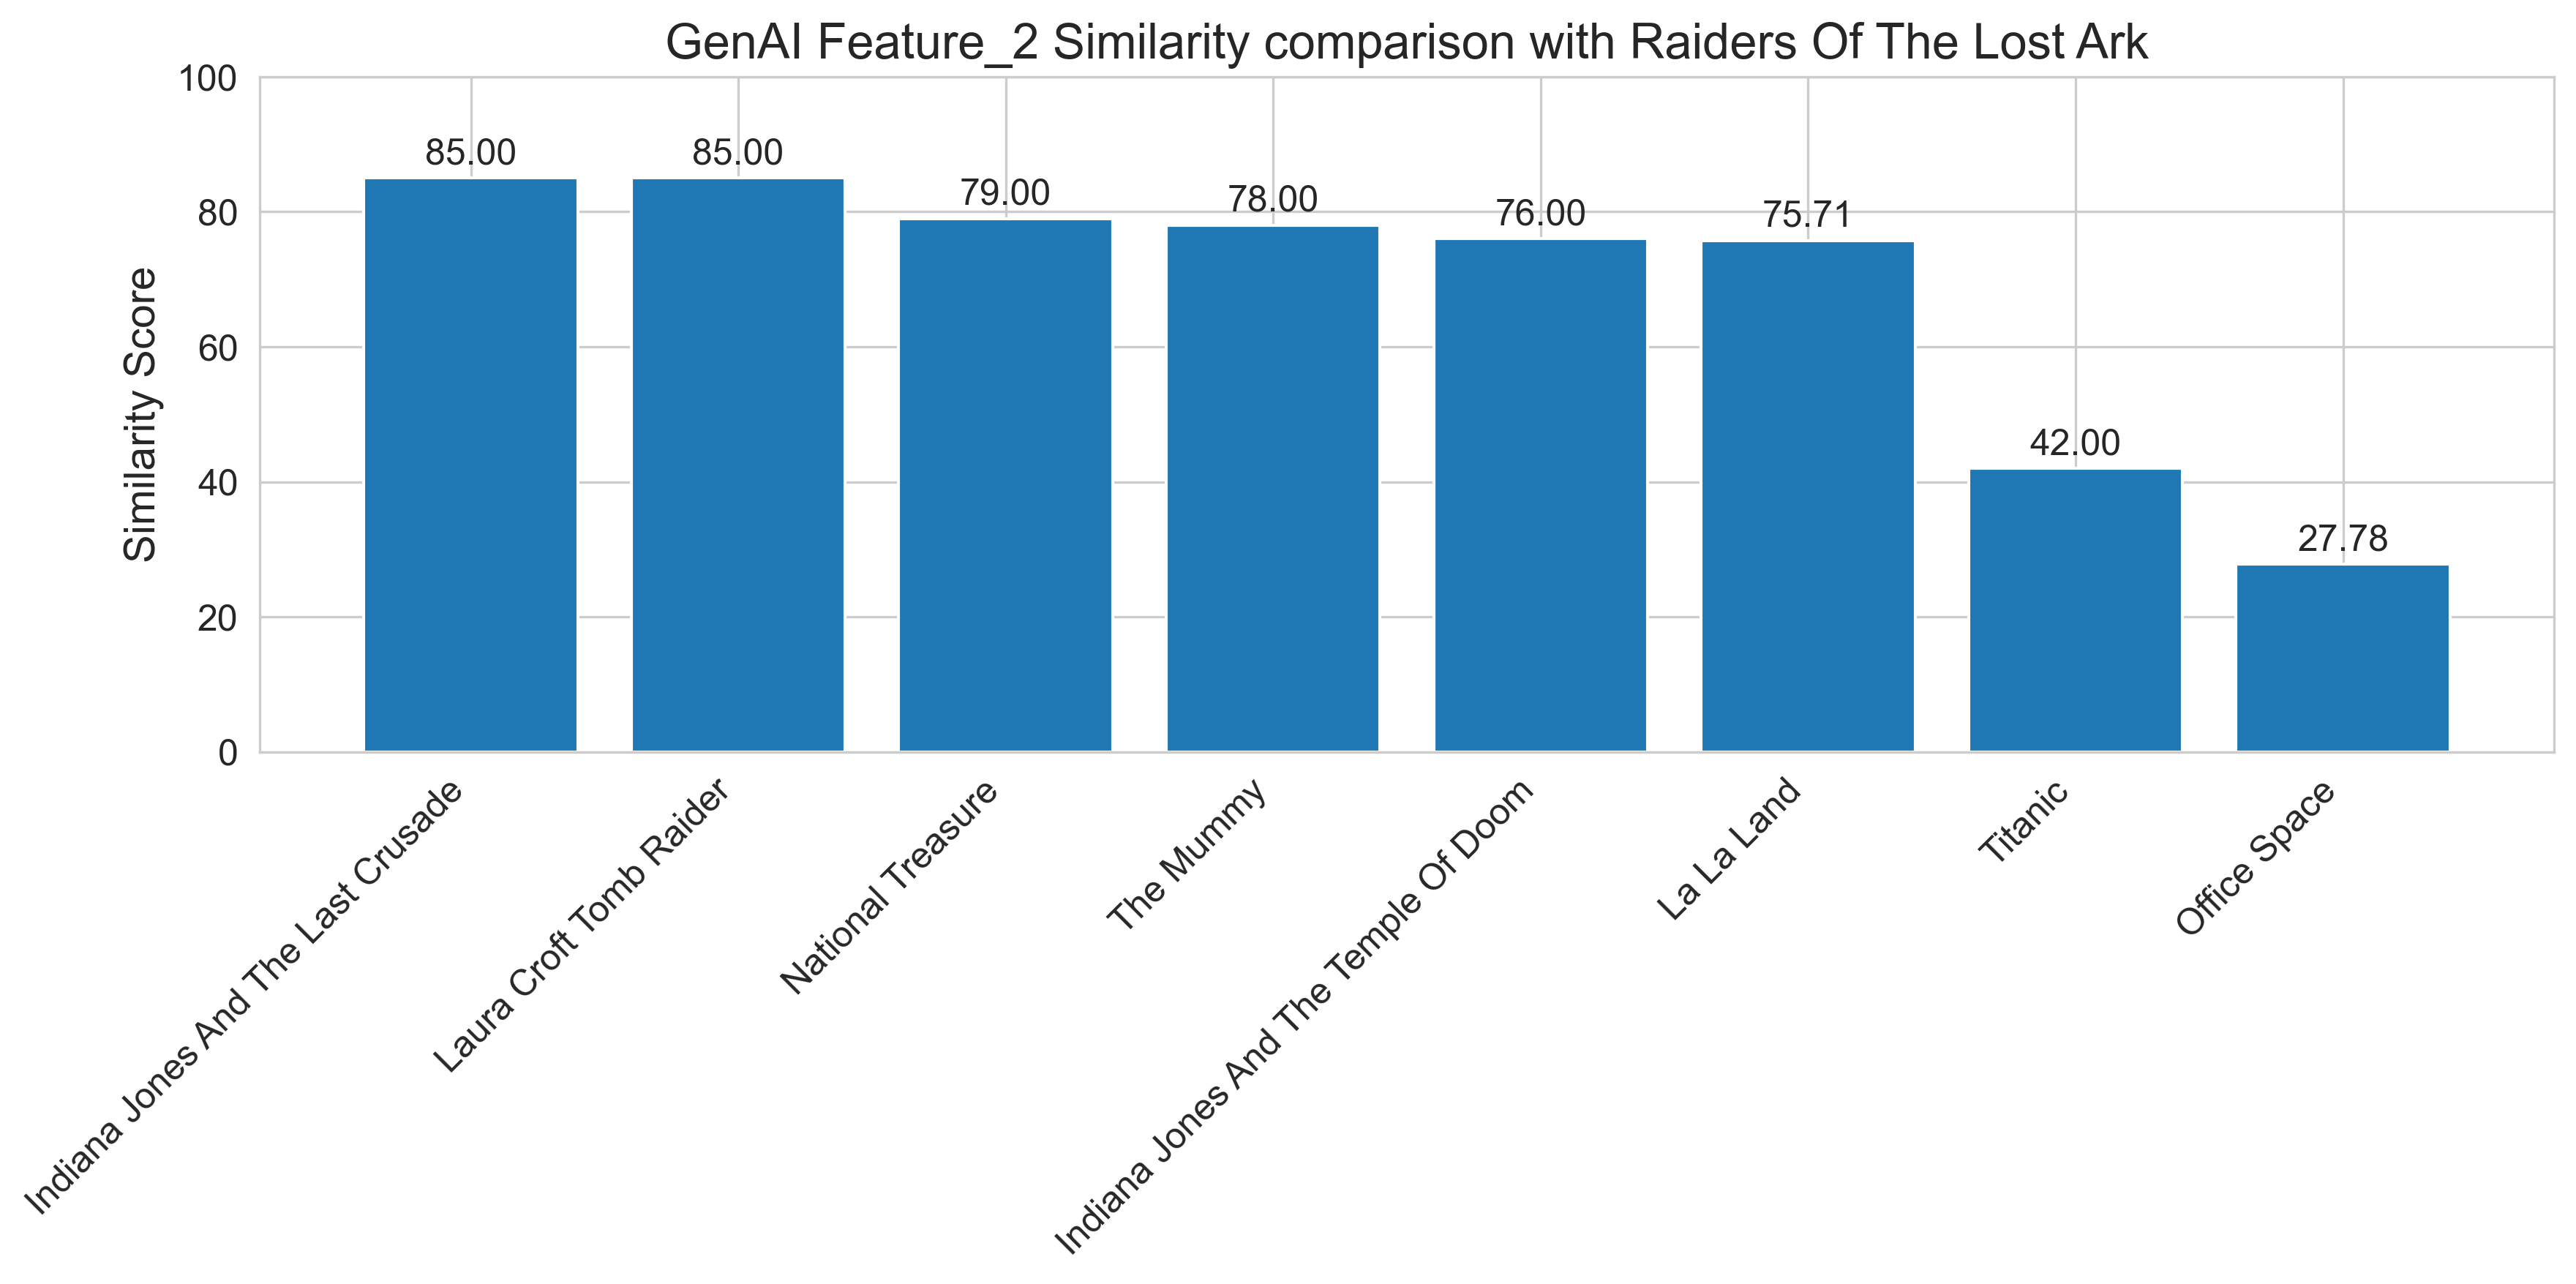 GenAI Feature_2 Similarity comparison with Raiders Of The Lost Ark
Similarity Score
100
80
60
40
20
0
85.00
85.00
79.00
78.00
76.00
75.71
42.00
27.78
Indiana Jones And The Last Crusade
Laura Croft Tomb Raider
National Treasure
The Mummy
Indiana Jones And The Temple Of Doom
La La Land
Titanic
Office Space